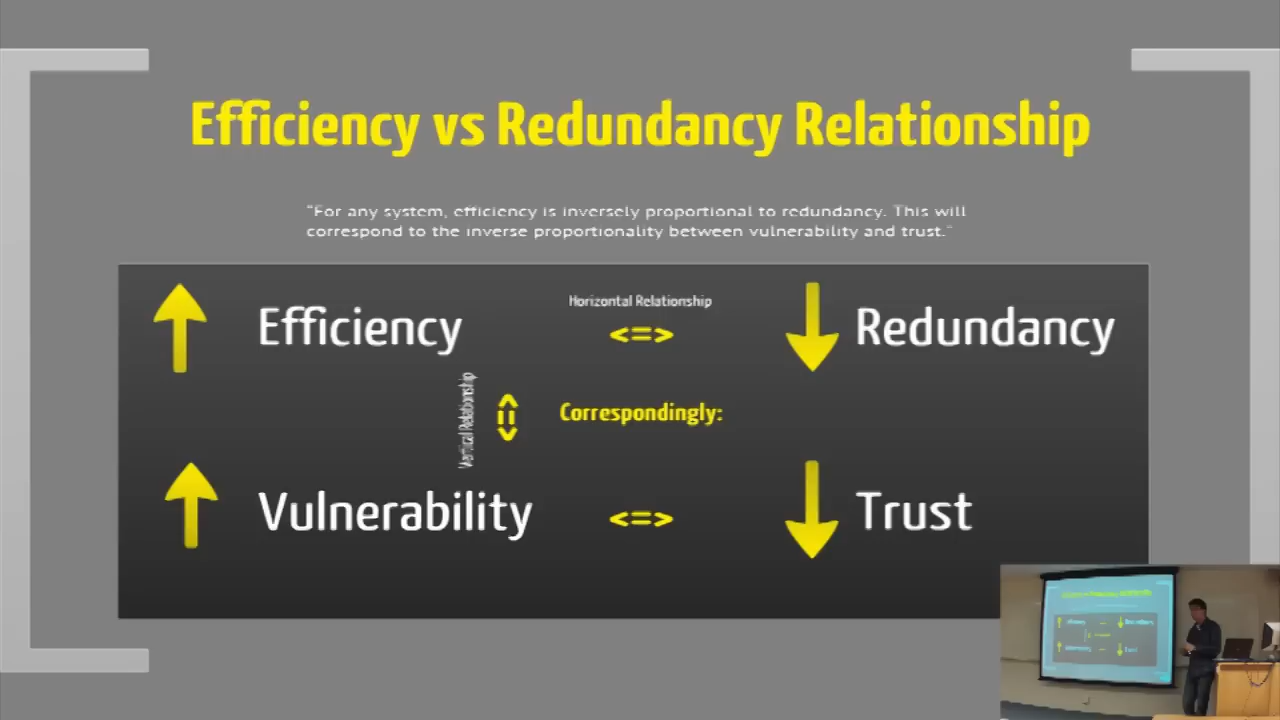 Efficiency vs Redundancy Relationship
"For any system, efficiency is inversely proportional to redundancy. This will
correspond to the inverse proportionality between vulnerability and trust."
Horizontal Relationship
Efficiency <=> Redundancy
Vertical Relationship
<=> Correspondingly:
Vulnerability <=> Trust